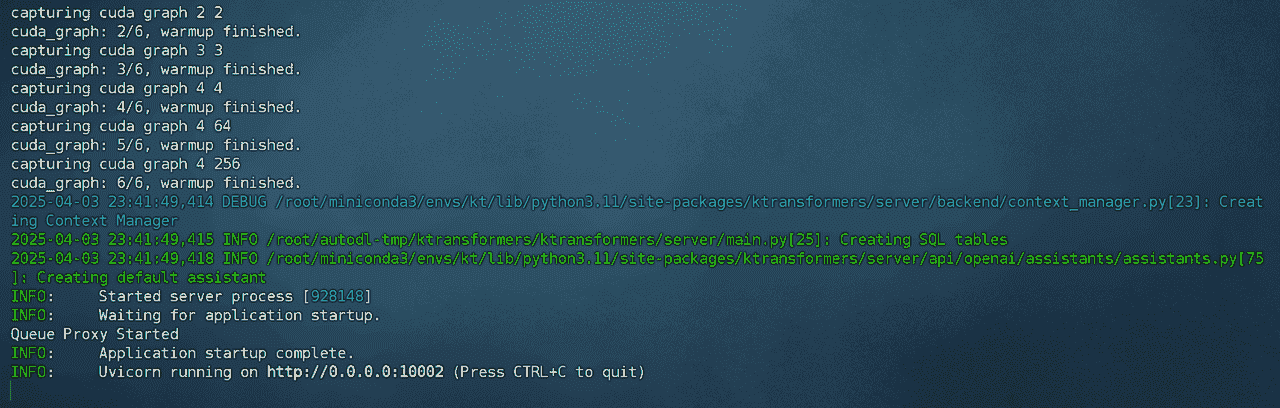 capturing cuda graph 2 2
cuda_graph: 2/6, warmup finished.
capturing cuda graph 3 3
cuda_graph: 3/6, warmup finished.
capturing cuda graph 4 4
cuda_graph: 4/6, warmup finished.
capturing cuda graph 4 64
cuda_graph: 5/6, warmup finished.
capturing cuda graph 4 256
cuda_graph: 6/6, warmup finished.
2025-04-03 23:41:49,414 DEBUG /root/miniconda3/envs/kt/lib/python3.11/site-packages/ktransformers/server/backend/context_manager.py[23]: Creat
ing Context Manager
2025-04-03 23:41:49,415 INFO /root/autodl-tmp/ktransformers/ktransformers/server/main.py[25]: Creating SQL tables
2025-04-03 23:41:49,418 INFO /root/miniconda3/envs/kt/lib/python3.11/site-packages/ktransformers/server/api/openai/assistants/assistants.py[75
]: Creating default assistant
INFO:     Started server process [928148]
INFO:     Waiting for application startup.
Queue Proxy Started
INFO:     Application startup complete.
INFO:     Uvicorn running on http://0.0.0.0:10002 (Press CTRL+C to quit)